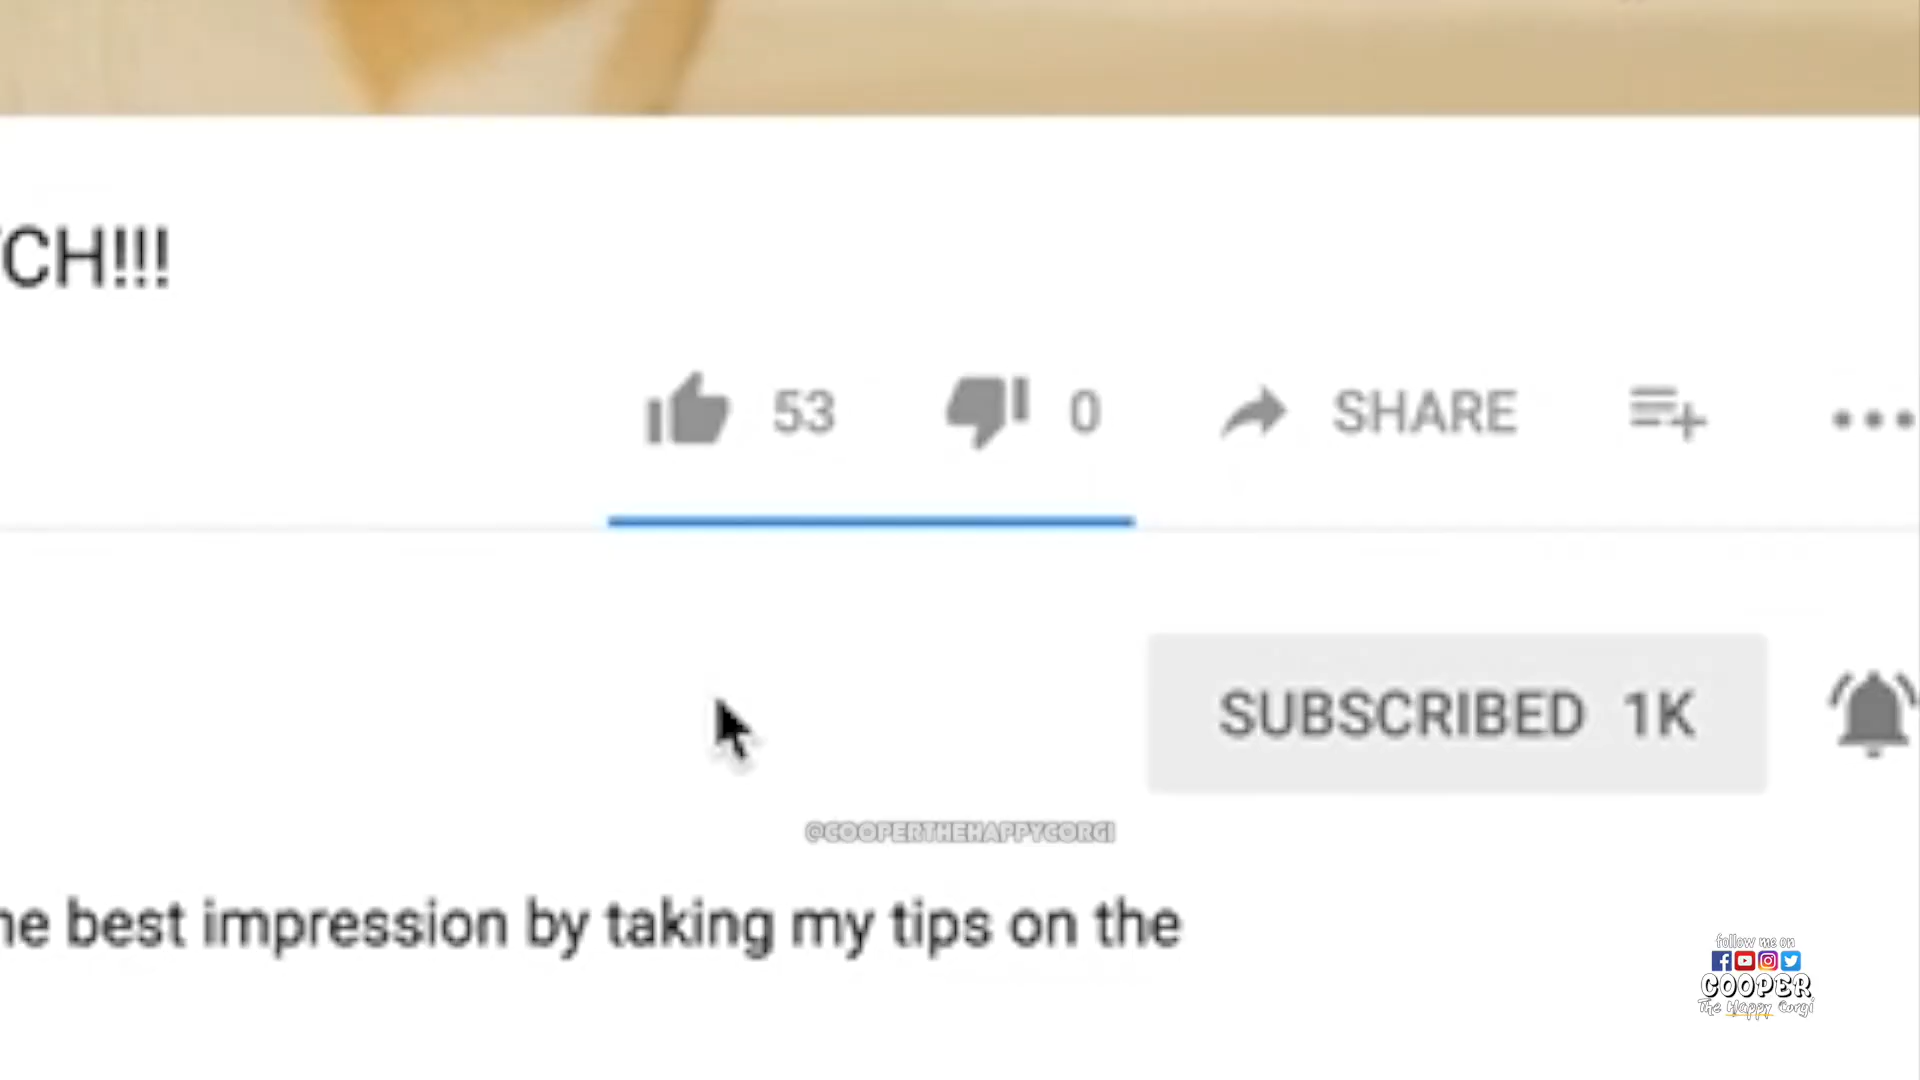 CH!!!
53 0 SHARE
SUBSCRIBED 1K
@COOPERTHEHAPPYCORGI
he best impression by taking my tips on the
follow me on
COOPER
The Happy Corgi